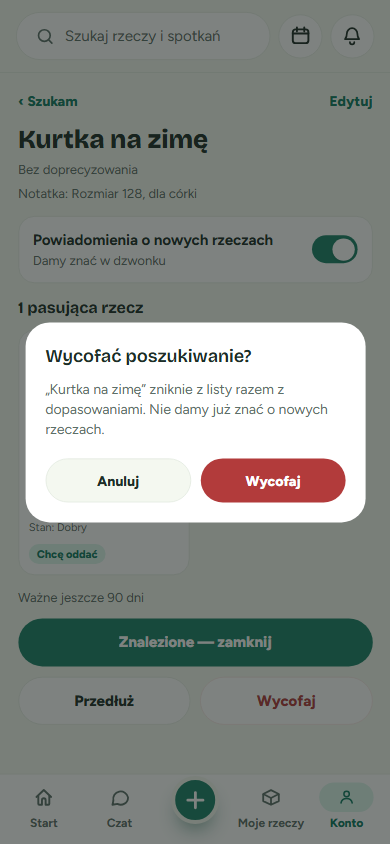 Szukaj rzeczy i spotkań
‹ Szukam
Edytuj
Kurtka na zimę
Bez doprecyzowania
Notatka: Rozmiar 128, dla córki
Powiadomienia o nowych rzeczach
Damy znać w dzwonku
1 pasująca rzecz
Wycofać poszukiwanie?
„Kurtka na zimę” zniknie z listy razem z
dopasowaniami. Nie damy już znać o nowych
rzeczach.
Anuluj
Wycofaj
Stan: Dobry
Chcę oddać
Ważne jeszcze 90 dni
Znalezione — zamknij
Przedłuż
Wycofaj
Start
Czat
Moje rzeczy
Konto